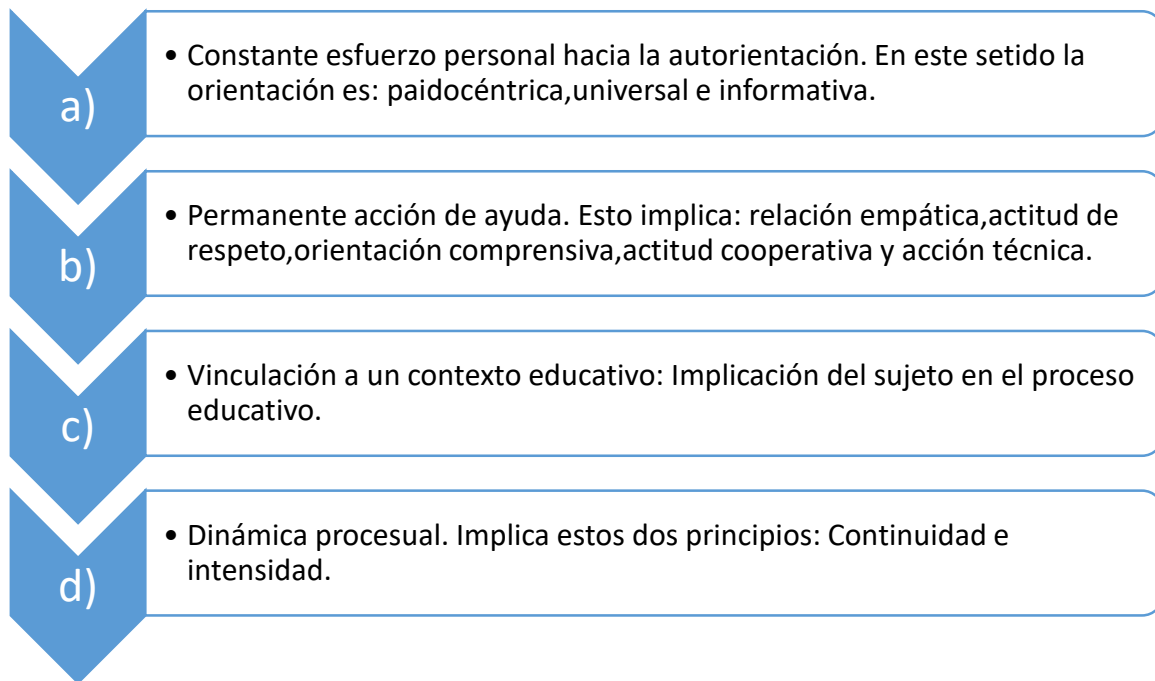 a)
• Constante esfuerzo personal hacia la autorientación. En este setido la
orientación es: paidocéntrica,universal e informativa.
b)
• Permanente acción de ayuda. Esto implica: relación empática,actitud de
respeto,orientación comprensiva,actitud cooperativa y acción técnica.
c)
• Vinculación a un contexto educativo: Implicación del sujeto en el proceso
educativo.
d)
• Dinámica procesual. Implica estos dos principios: Continuidad e
intensidad.